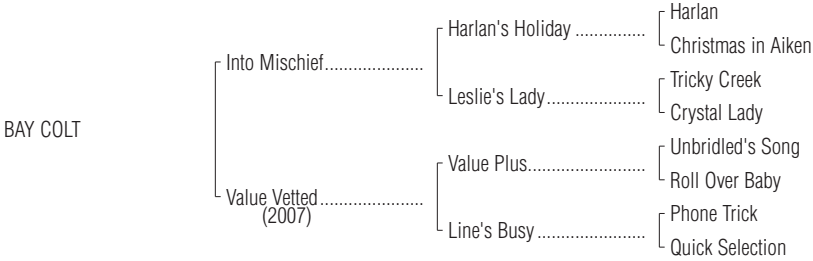 Harlan
Harlan's Holiday ...............
Christmas in Aiken
Into Mischief.....................
Tricky Creek
Leslie's Lady.....................
Crystal Lady
BAY COLT
Unbridled's Song
Value Plus.........................
Roll Over Baby
Value Vetted......................
(2007)
Phone Trick
Line's Busy .......................
Quick Selection